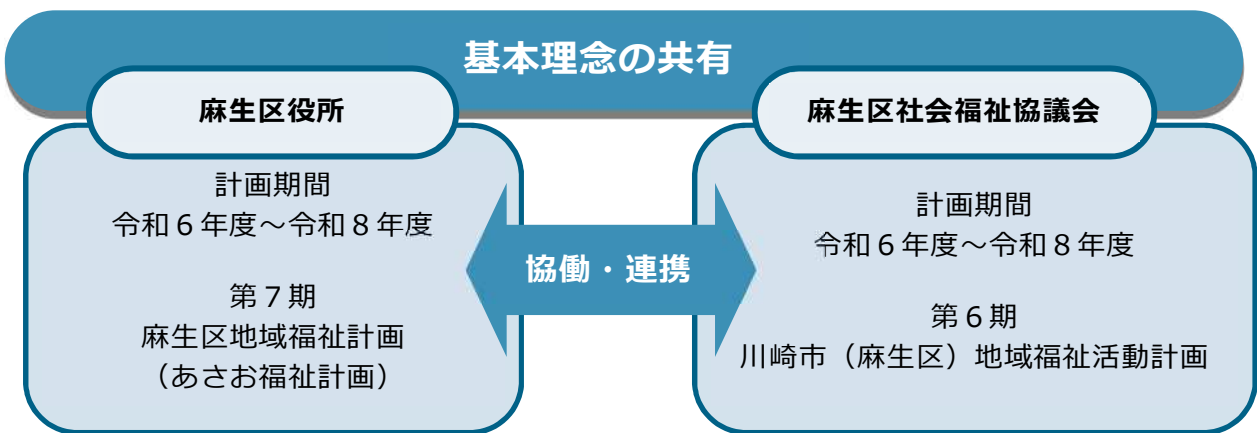 基本理念の共有
麻生区役所
計画期間
令和６年度～令和８年度
第７期
麻生区地域福祉計画
（あさお福祉計画）
協働・連携
麻生区社会福祉協議会
計画期間
令和６年度～令和８年度
第６期
川崎市（麻生区）地域福祉活動計画